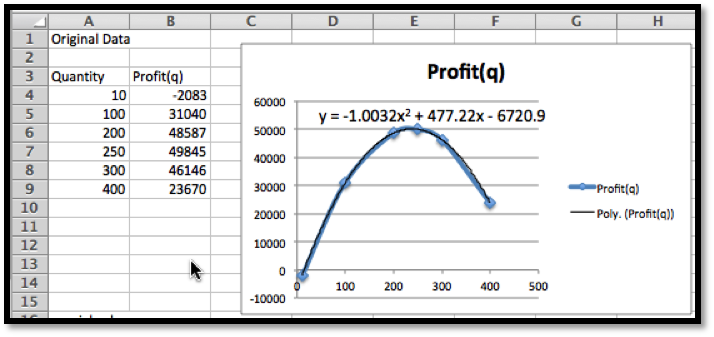 A B C D E F G H
1 Original Data
2
3 Quantity Profit(q)
4 10 -2083
5 100 31040
6 200 48587
7 250 49845
8 300 46146
9 400 23670
10
11
12
13
14
15
Profit(q)
y = -1.0032x² + 477.22x - 6720.9
60000
50000
40000
30000
20000
10000
0
-10000
0 100 200 300 400 500
Profit(q)
Poly. (Profit(q))